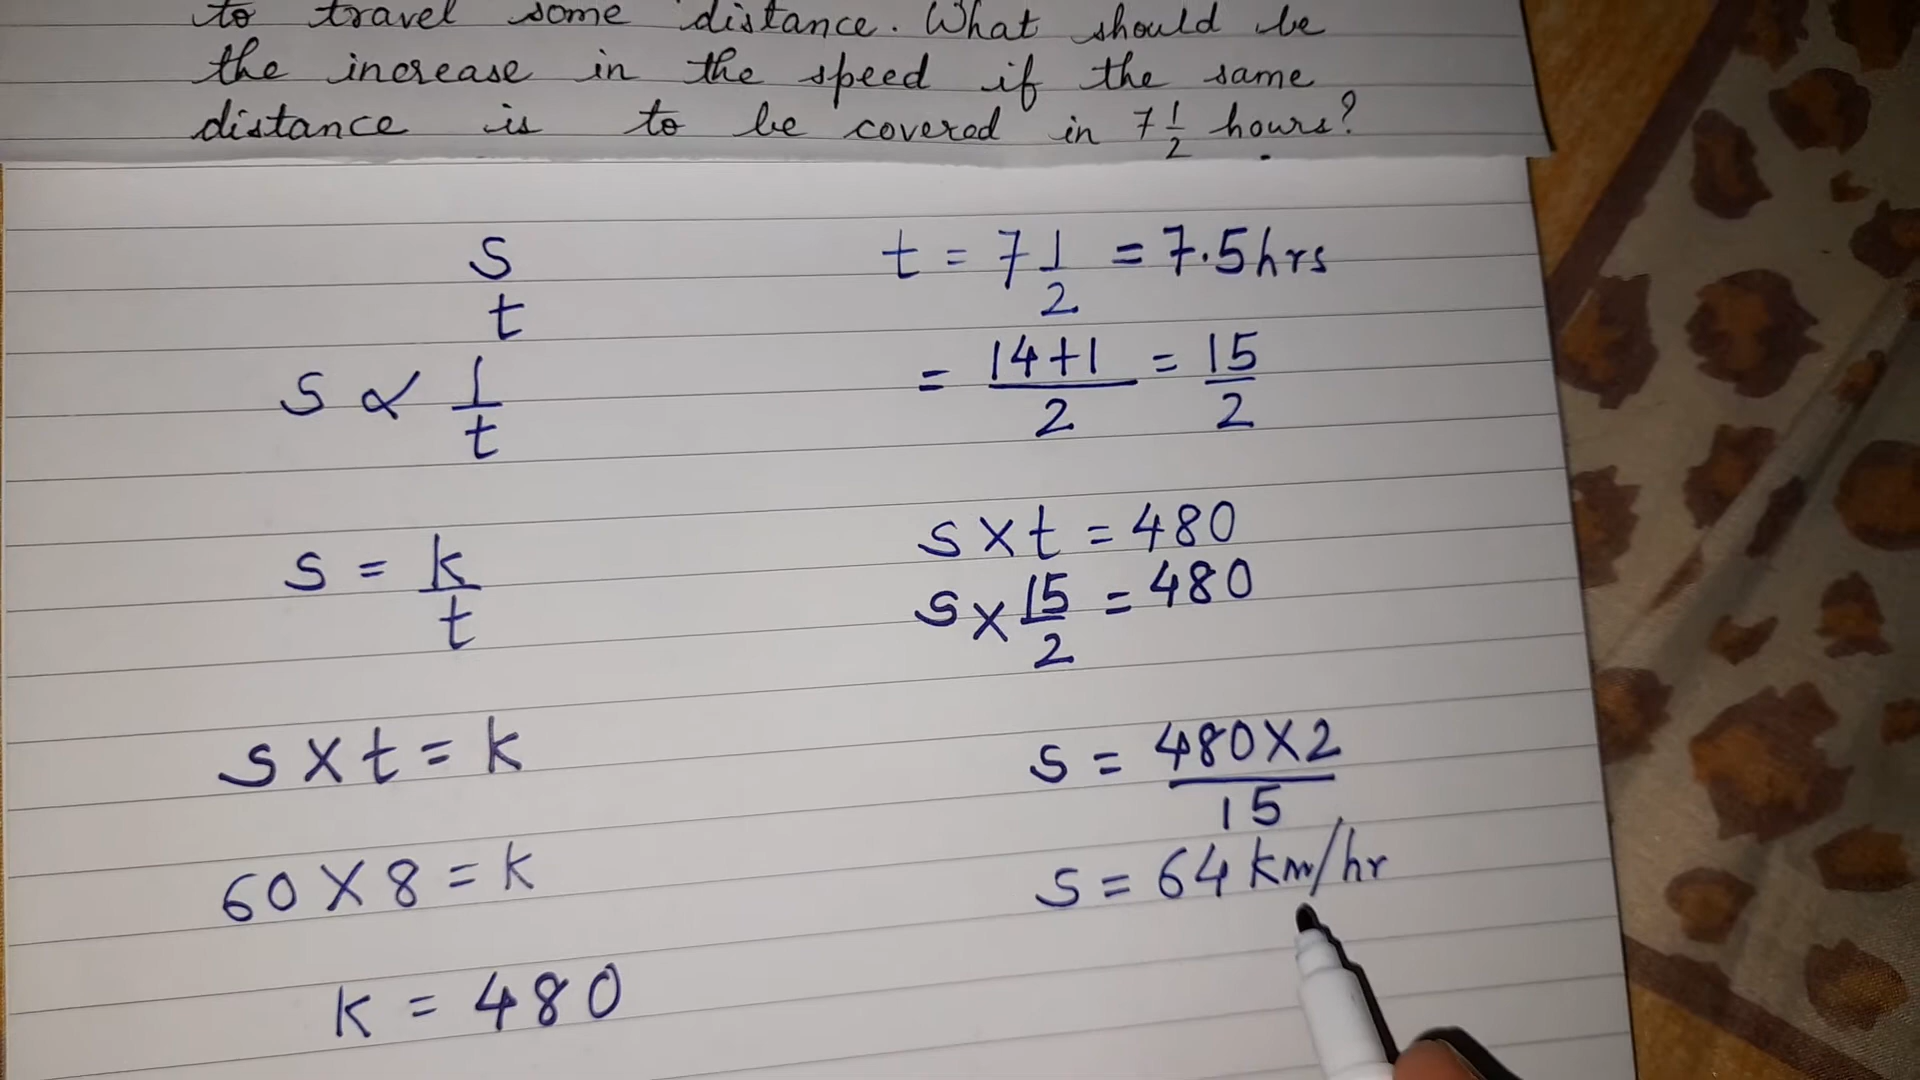 to travel some distance. What should be
the increase in the speed if the same
distance is to be covered in 7 1/2 hours?
s
t
s ∝ 1/t
s = k/t
s × t = k
60 × 8 = k
k = 480
t = 7 1/2 = 7.5 hrs
= 14+1/2 = 15/2
s × t = 480
s × 15/2 = 480
s = 480×2/15
s = 64 km/hr